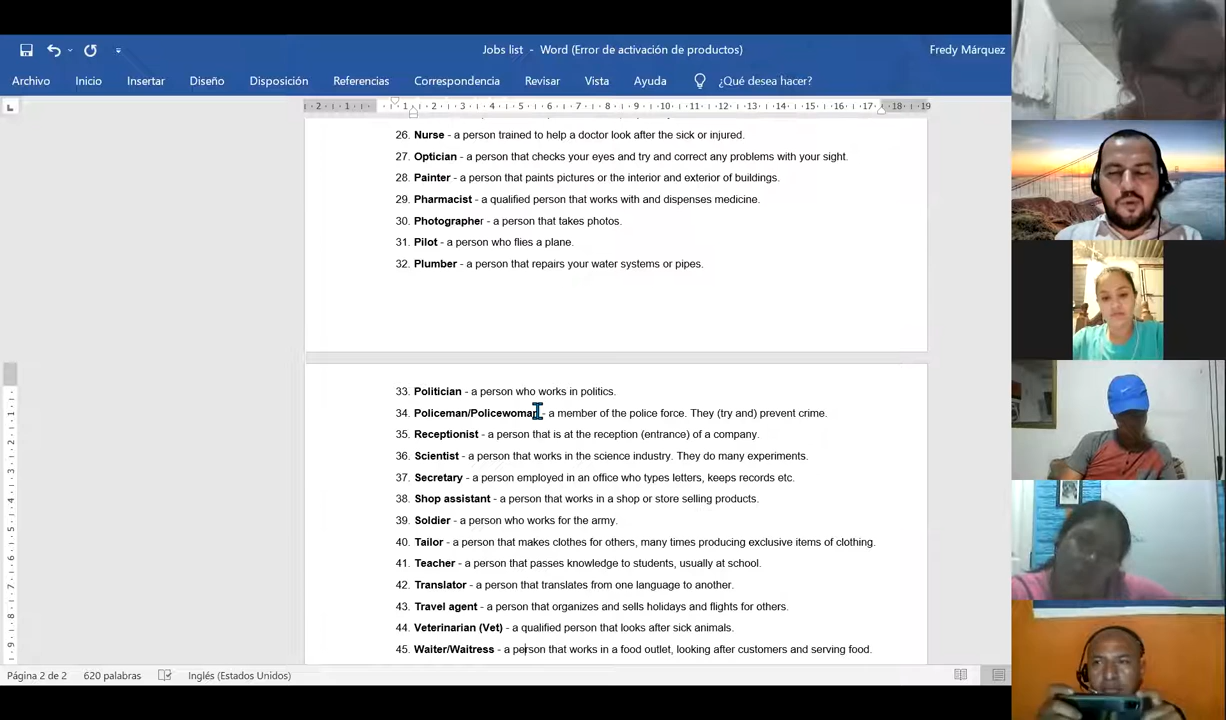 Jobs list - Word (Error de activación de productos)
Fredy Márquez
Archivo Inicio Insertar Diseño Disposición Referencias Correspondencia Revisar Vista Ayuda ¿Qué desea hacer?
26. Nurse - a person trained to help a doctor look after the sick or injured.
27. Optician - a person that checks your eyes and try and correct any problems with your sight.
28. Painter - a person that paints pictures or the interior and exterior of buildings.
29. Pharmacist - a qualified person that works with and dispenses medicine.
30. Photographer - a person that takes photos.
31. Pilot - a person who flies a plane.
32. Plumber - a person that repairs your water systems or pipes.
33. Politician - a person who works in politics.
34. Policeman/Policewoman - a member of the police force. They (try and) prevent crime.
35. Receptionist - a person that is at the reception (entrance) of a company.
36. Scientist - a person that works in the science industry. They do many experiments.
37. Secretary - a person employed in an office who types letters, keeps records etc.
38. Shop assistant - a person that works in a shop or store selling products.
39. Soldier - a person who works for the army.
40. Tailor - a person that makes clothes for others, many times producing exclusive items of clothing.
41. Teacher - a person that passes knowledge to students, usually at school.
42. Translator - a person that translates from one language to another.
43. Travel agent - a person that organizes and sells holidays and flights for others.
44. Veterinarian (Vet) - a qualified person that looks after sick animals.
45. Waiter/Waitress - a person that works in a food outlet, looking after customers and serving food.
Página 2 de 2 620 palabras Inglés (Estados Unidos)